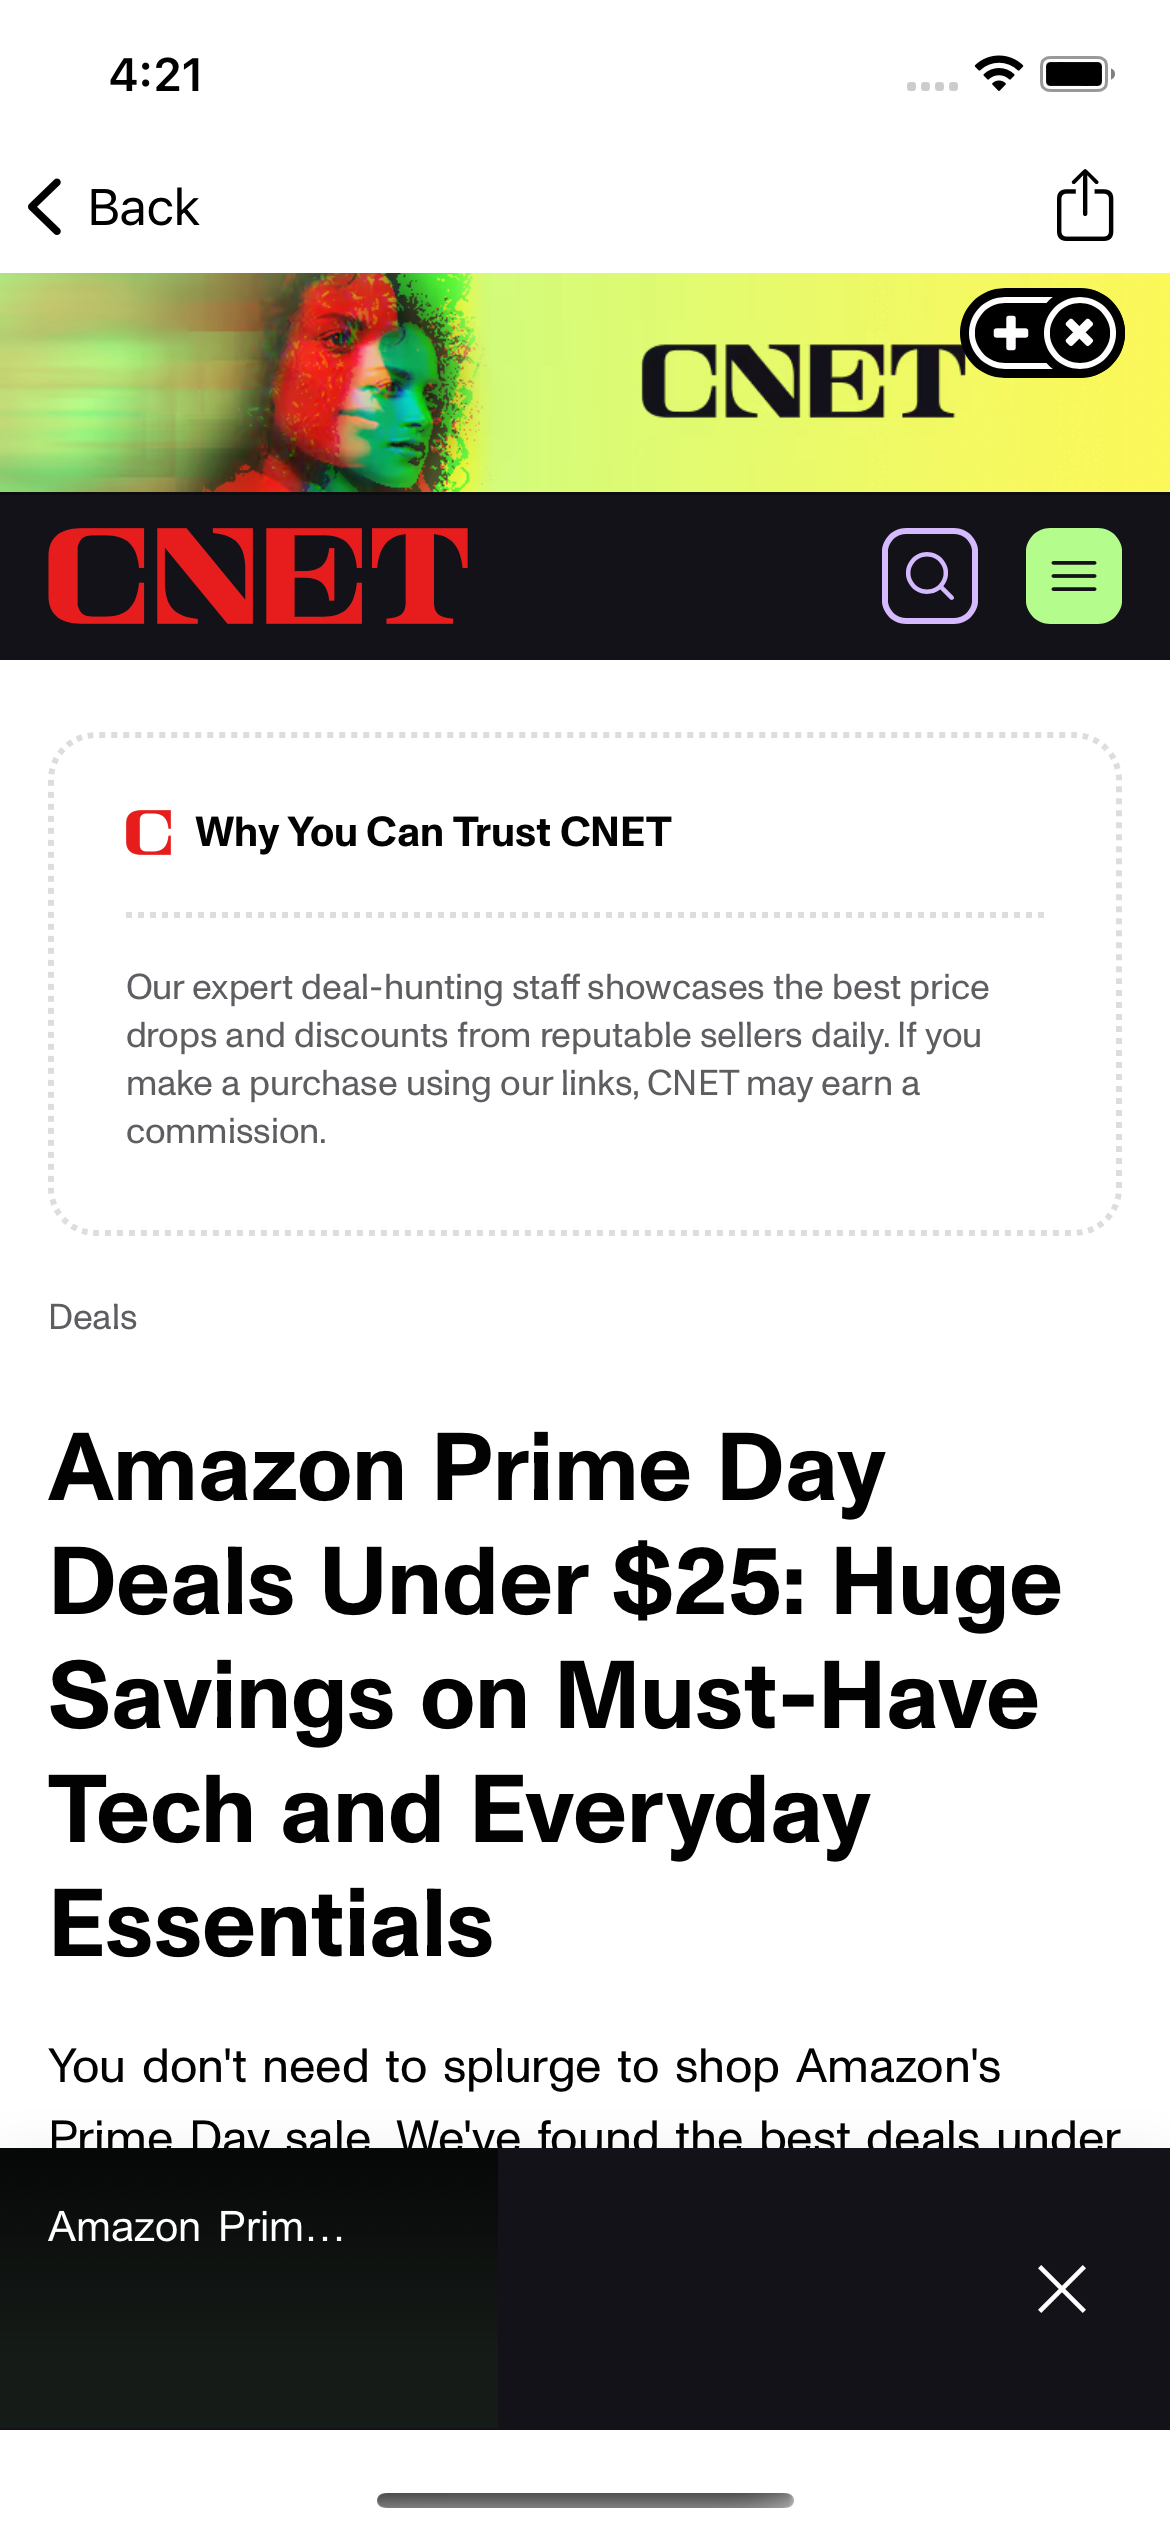 4:21
Back
CNET
CNET
Why You Can Trust CNET
Our expert deal-hunting staff showcases the best price
drops and discounts from reputable sellers daily. If you
make a purchase using our links, CNET may earn a
commission.
Deals
Amazon Prime Day
Deals Under $25: Huge
Savings on Must-Have
Tech and Everyday
Essentials
You don't need to splurge to shop Amazon's
Prime Day sale. We've found the best deals under
Amazon Prim...